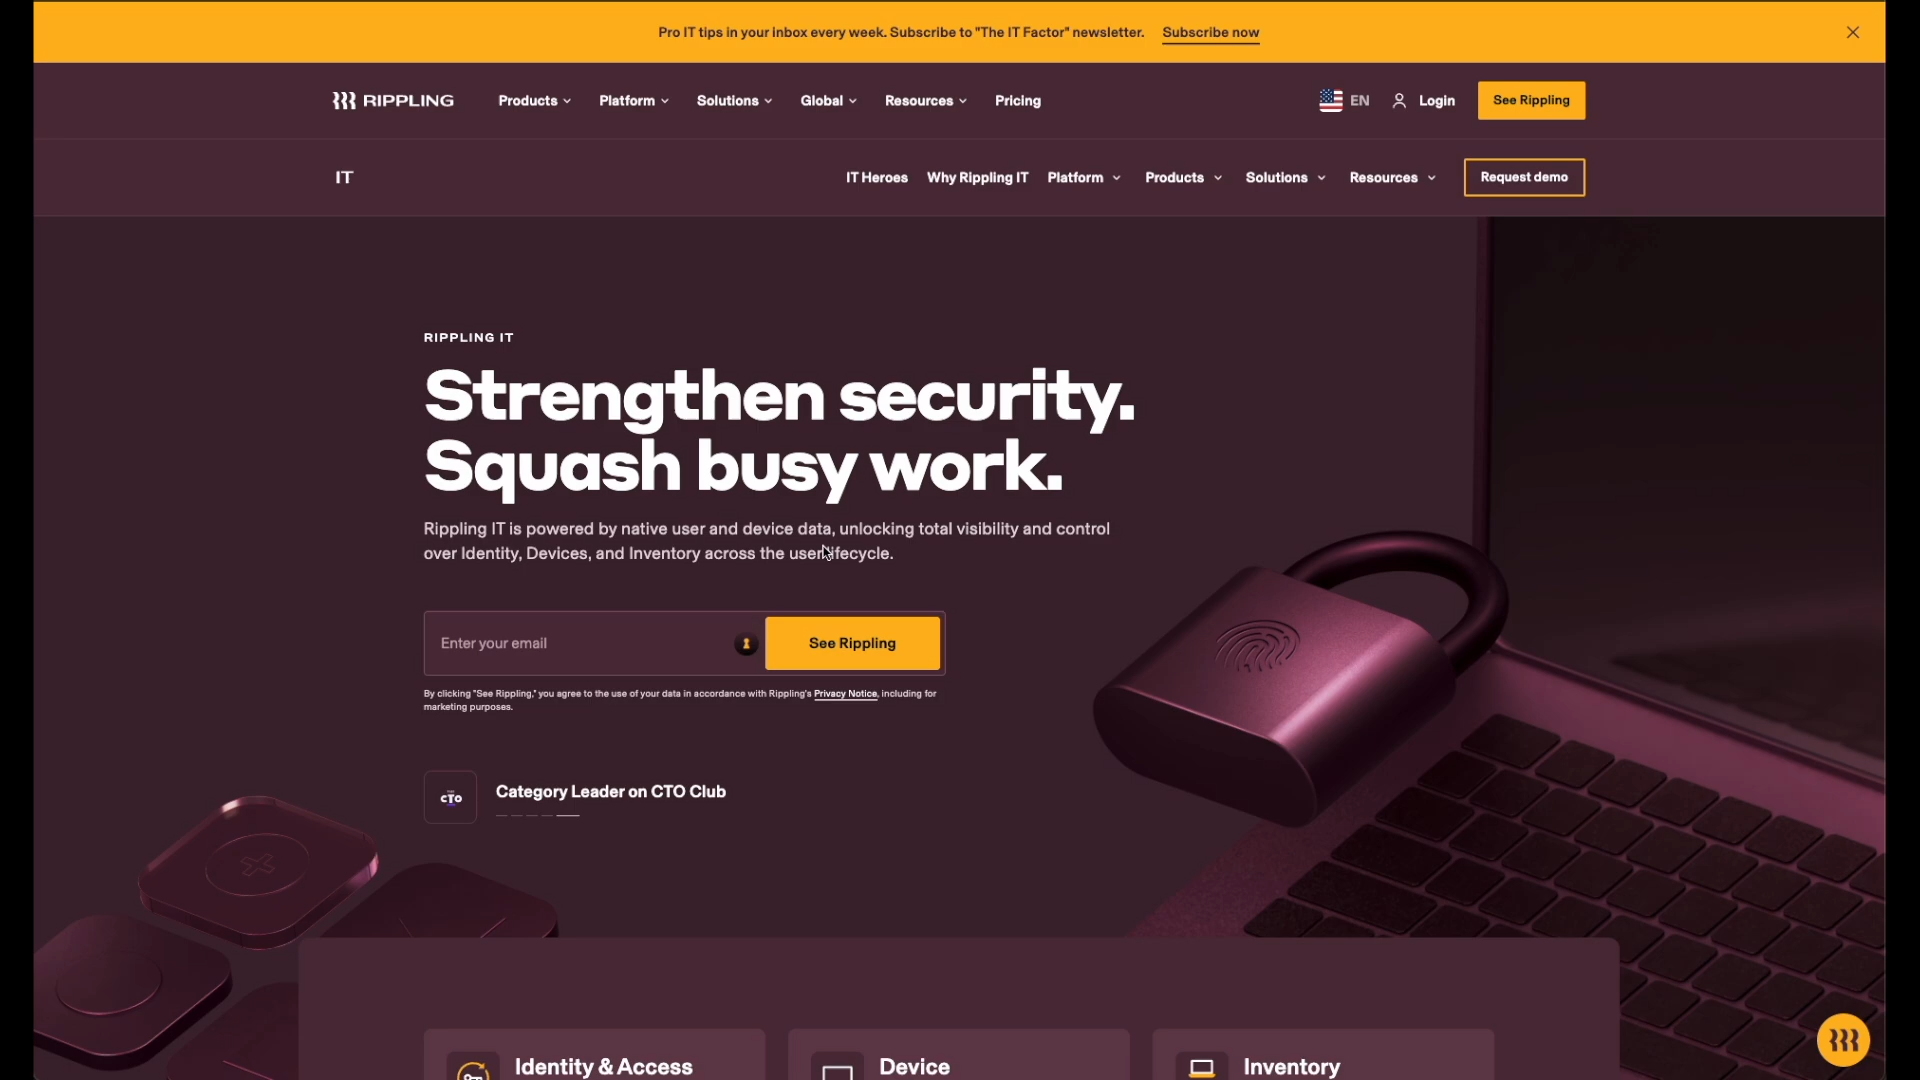 Pro IT tips in your inbox every week. Subscribe to "The IT Factor" newsletter. Subscribe now
RIPPLING Products Platform Solutions Global Resources Pricing EN Login See Rippling
IT IT Heroes Why Rippling IT Platform Products Solutions Resources Request demo
RIPPLING IT
Strengthen security.
Squash busy work.
Rippling IT is powered by native user and device data, unlocking total visibility and control
over Identity, Devices, and Inventory across the user lifecycle.
Enter your email See Rippling
By clicking "See Rippling," you agree to the use of your data in accordance with Rippling's Privacy Notice, including for
marketing purposes.
CTO Category Leader on CTO Club
Identity & Access Device Inventory